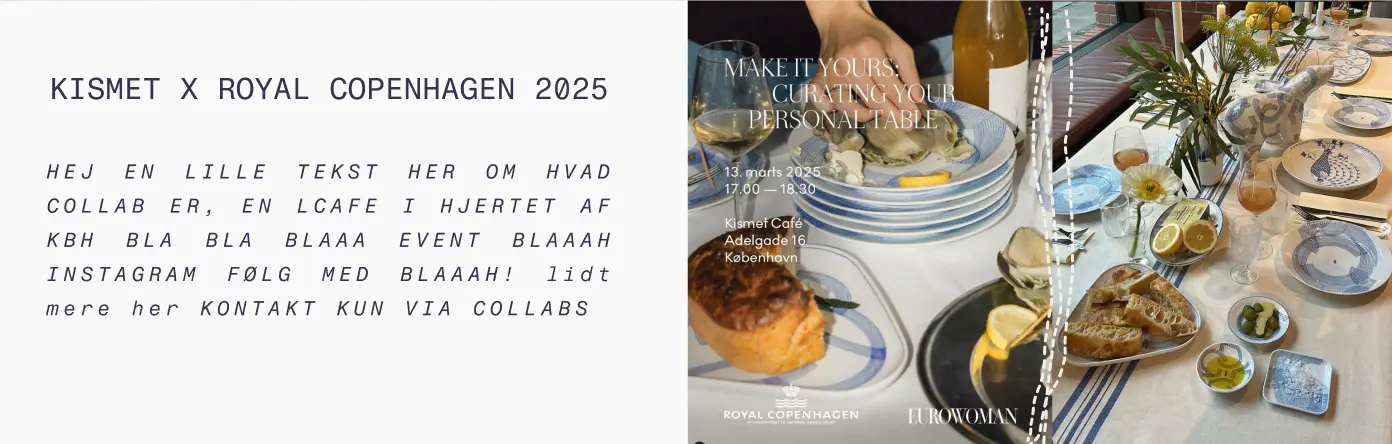 KISMET X ROYAL COPENHAGEN 2025
HEJ EN LILLE TEKST HER OM HVAD
COLLAB ER, EN LCAFE I HJERTET AF
KBH BLA BLA BLAAA EVENT BLAAAH
INSTAGRAM FØLG MED BLAAAH! lidt
mere her KONTAKT KUN VIA COLLABS
MAKE IT YOURS:
CURATING YOUR
PERSONAL TABLE
13. marts 2025
17.00 — 18.30
Kismet Café
Adelgade 16
København
ROYAL COPENHAGEN
EUROWOMAN